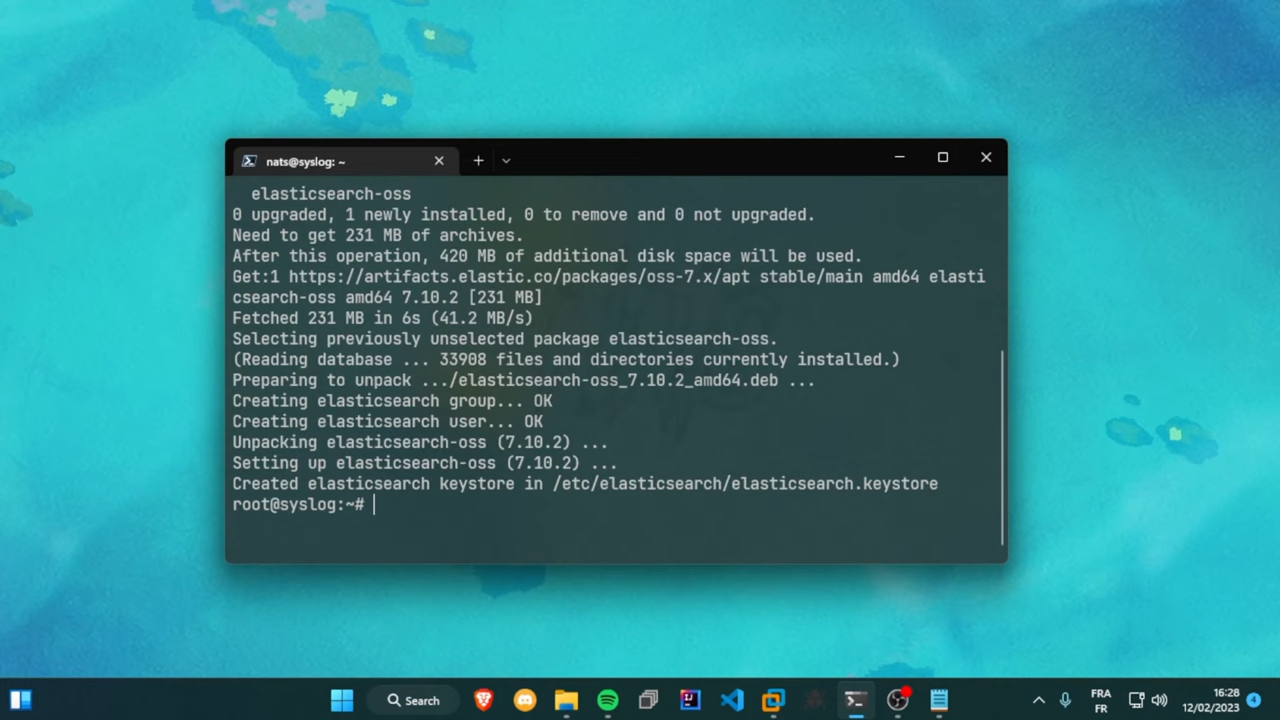 nats@syslog: ~
elasticsearch-oss
0 upgraded, 1 newly installed, 0 to remove and 0 not upgraded.
Need to get 231 MB of archives.
After this operation, 420 MB of additional disk space will be used.
Get:1 https://artifacts.elastic.co/packages/oss-7.x/apt stable/main amd64 elasti
csearch-oss amd64 7.10.2 [231 MB]
Fetched 231 MB in 6s (41.2 MB/s)
Selecting previously unselected package elasticsearch-oss.
(Reading database ... 33908 files and directories currently installed.)
Preparing to unpack .../elasticsearch-oss_7.10.2_amd64.deb ...
Creating elasticsearch group... OK
Creating elasticsearch user... OK
Unpacking elasticsearch-oss (7.10.2) ...
Setting up elasticsearch-oss (7.10.2) ...
Created elasticsearch keystore in /etc/elasticsearch/elasticsearch.keystore
root@syslog:~#
Search
FRA
FR
16:28
12/02/2023
4